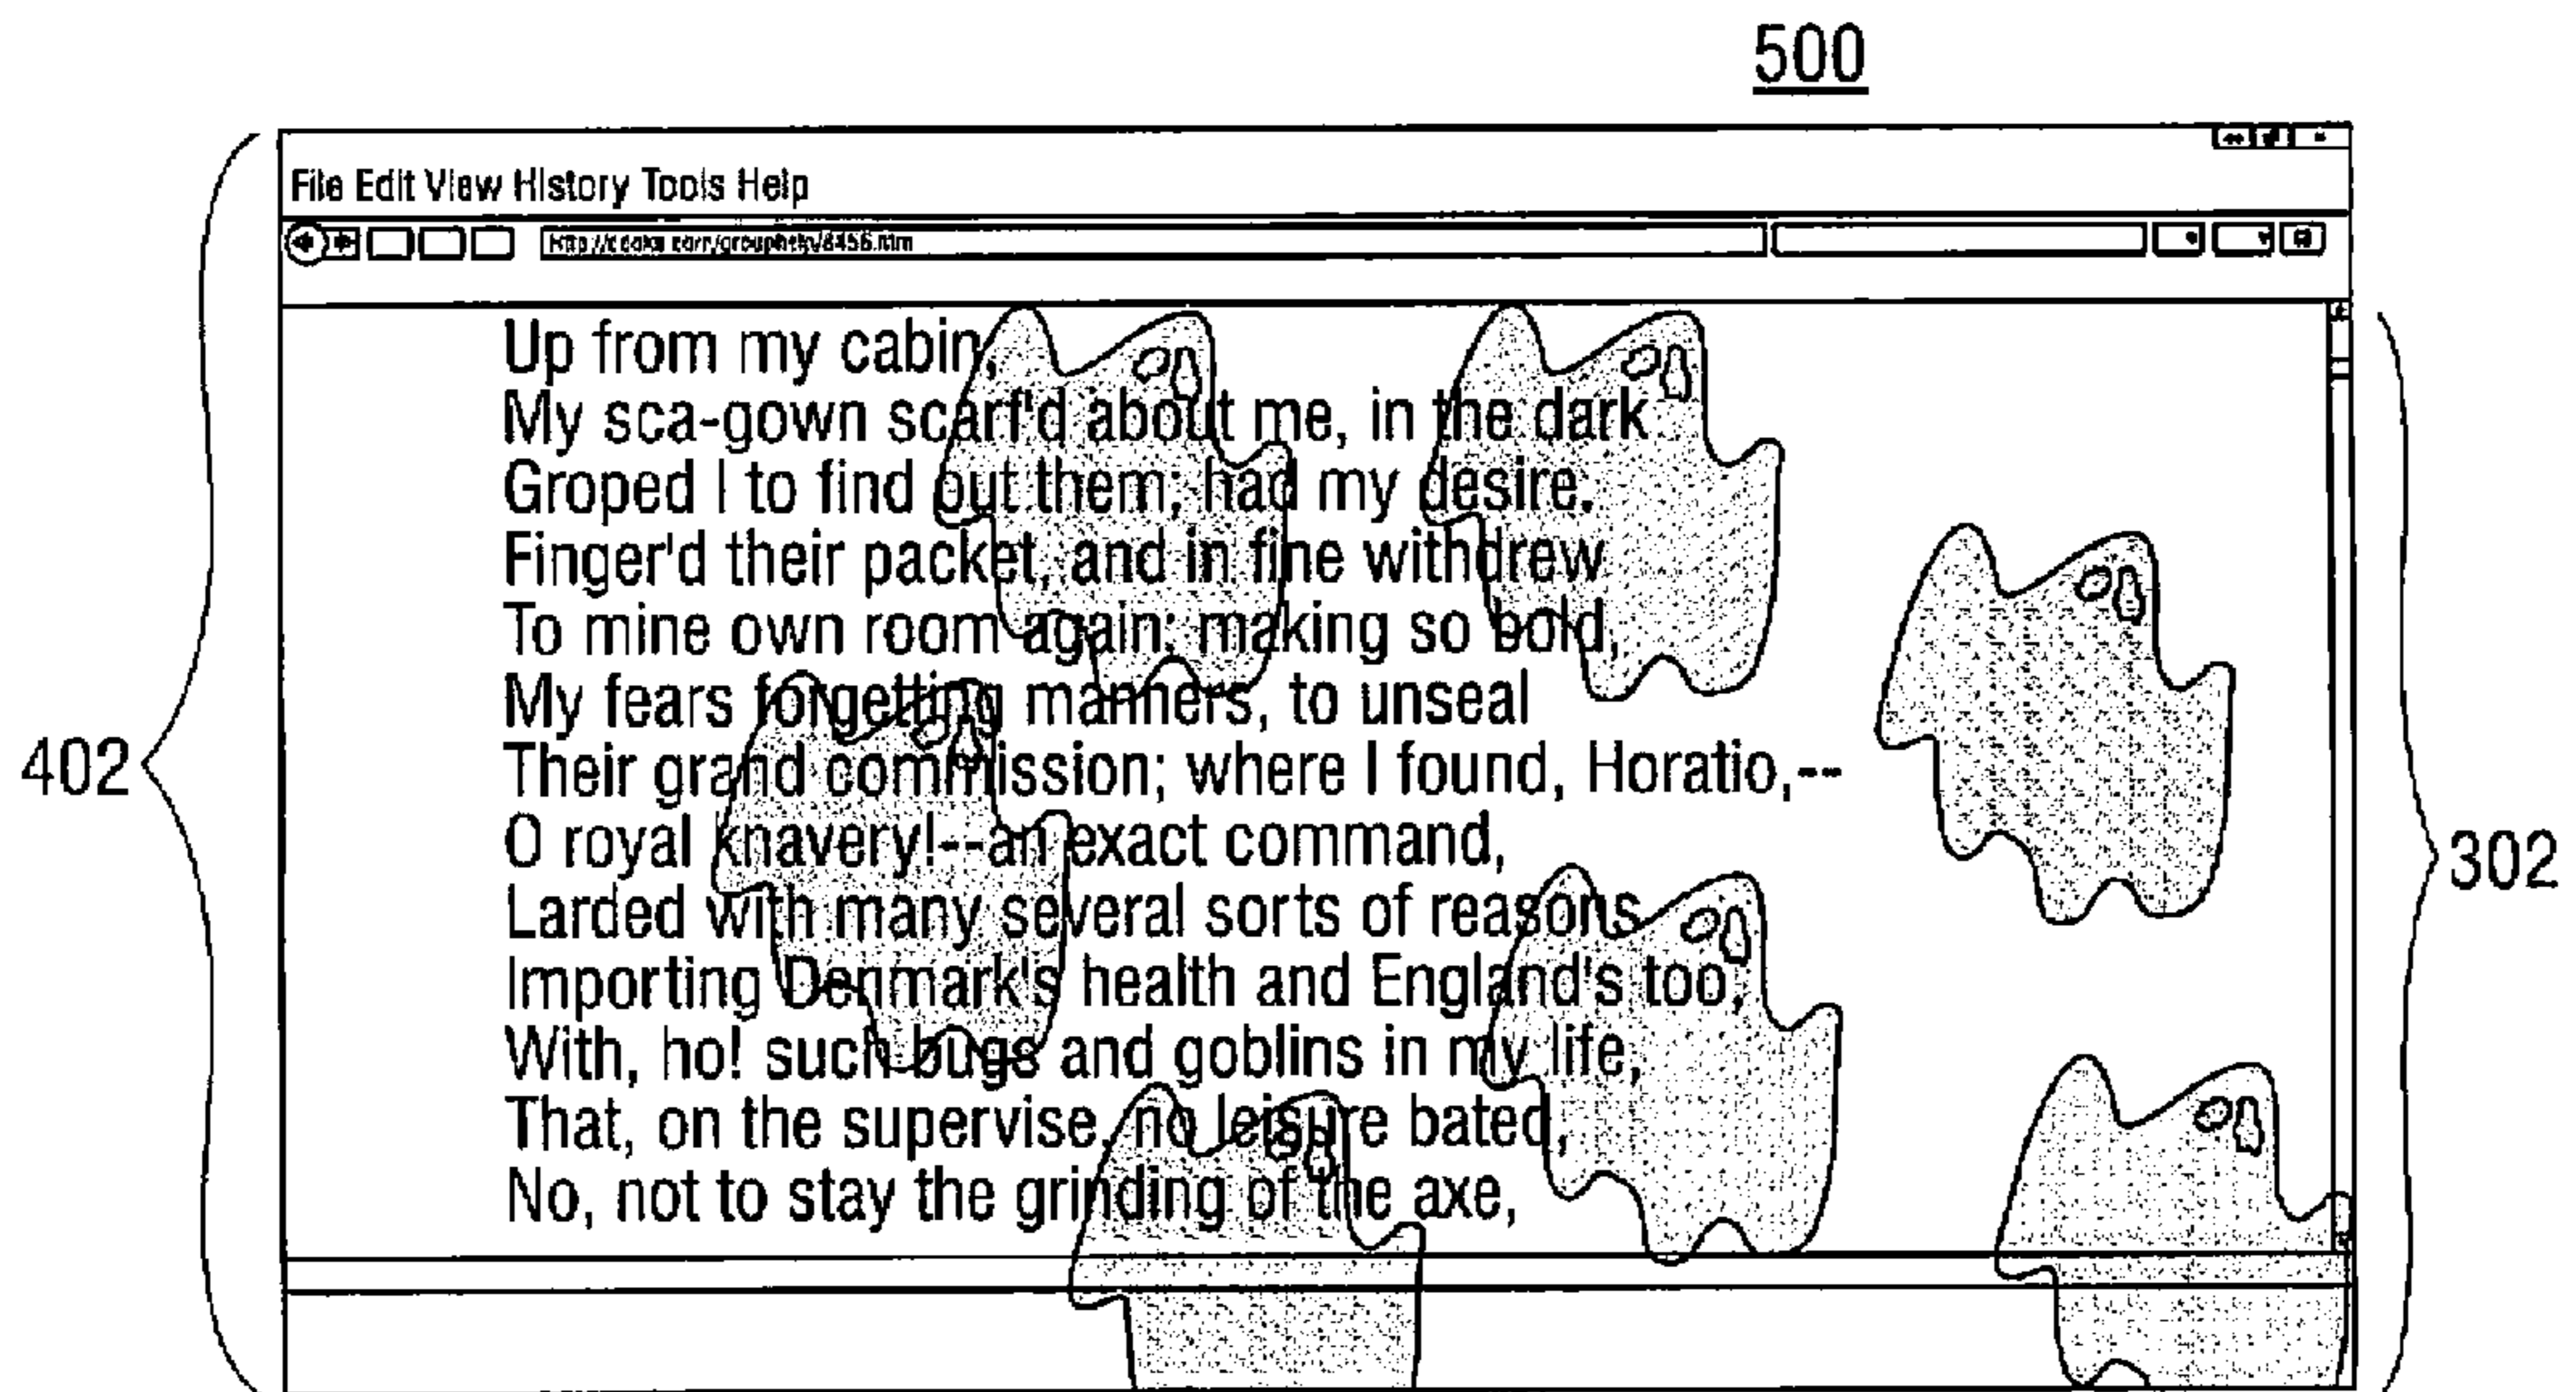 500
File Edit View History Tools Help
Up from my cabin,
My sca-gown scarf'd about me, in the dark
Groped I to find out them; had my desire.
Finger'd their packet, and in fine withdrew
To mine own room again: making so bold,
My fears forgetting manners, to unseal
402
Their grand commission; where I found, Horatio,--
O royal knavery!--an exact command,
302
Larded with many several sorts of reasons
Importing Denmark's health and England's too,
With, ho! such bugs and goblins in my life,
That, on the supervise, no leisure bated,
No, not to stay the grinding of the axe,